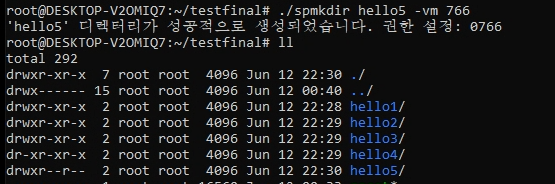 root@DESKTOP-V2OMIQ7:~/testfinal# ./spmkdir hello5 -vm 766
'hello5' 디렉터리가 성공적으로 생성되었습니다. 권한 설정: 0766
root@DESKTOP-V2OMIQ7:~/testfinal# ll
total 292
drwxr-xr-x  7 root root  4096 Jun 12 22:30 ./
drwx------ 15 root root  4096 Jun 12 00:40 ../
drwxr-xr-x  2 root root  4096 Jun 12 22:28 hello1/
drwxr-xr-x  2 root root  4096 Jun 12 22:29 hello2/
drwxr-xr-x  2 root root  4096 Jun 12 22:29 hello3/
dr-xr-xr-x  2 root root  4096 Jun 12 22:29 hello4/
drwxr--r--  2 root root  4096 Jun 12 22:30 hello5/